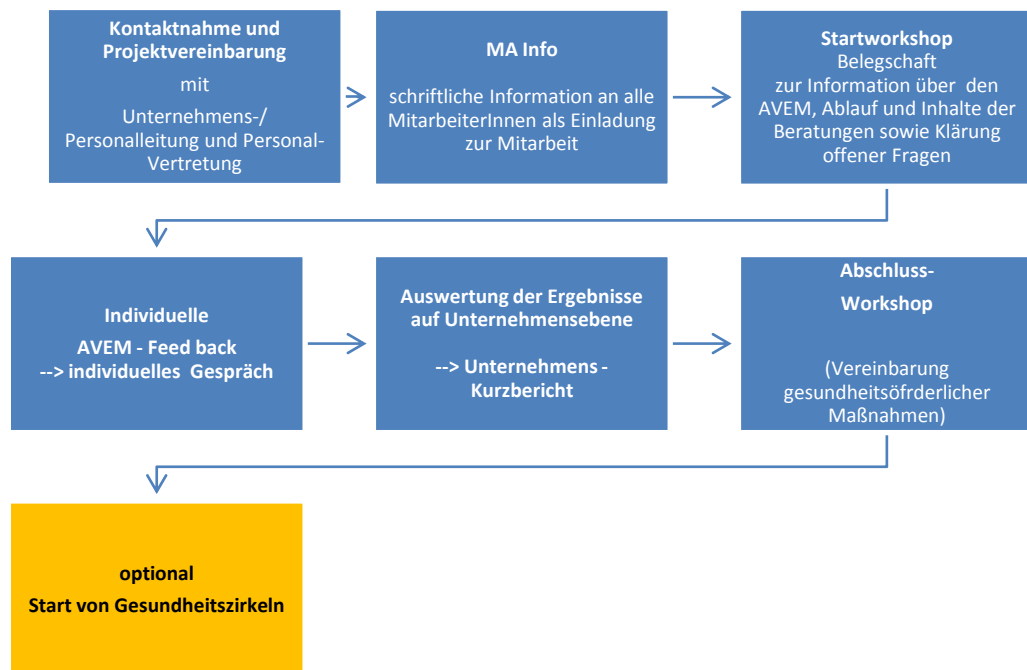 Kontaktnahme und
Projektvereinbarung
mit
Unternehmens-/
Personalleitung und Personal-
Vertretung
MA Info
schriftliche Information an alle
MitarbeiterInnen als Einladung
zur Mitarbeit
Startworkshop
Belegschaft
zur Information über den
AVEM, Ablauf und Inhalte der
Beratungen sowie Klärung
offener Fragen
Individuelle
AVEM - Feed back
--> individuelles Gespräch
Auswertung der Ergebnisse
auf Unternehmensebene
--> Unternehmens -
Kurzbericht
Abschluss-
Workshop
(Vereinbarung
gesundheitsöfrderlicher
Maßnahmen)
optional
Start von Gesundheitszirkeln